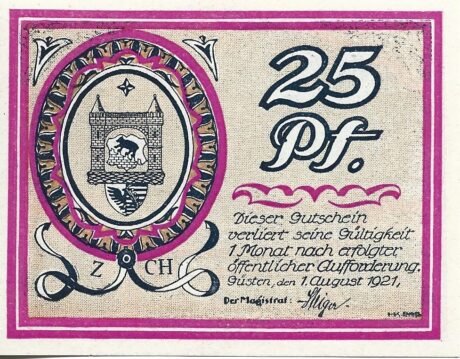 25
Pf.
Z CH
Dieser Gutschein
verliert seine Gültigkeit
1 Monat nach erfolgter
öffentlicher Aufforderung.
Güsten, den 1. August 1921,
Der Magistrat: